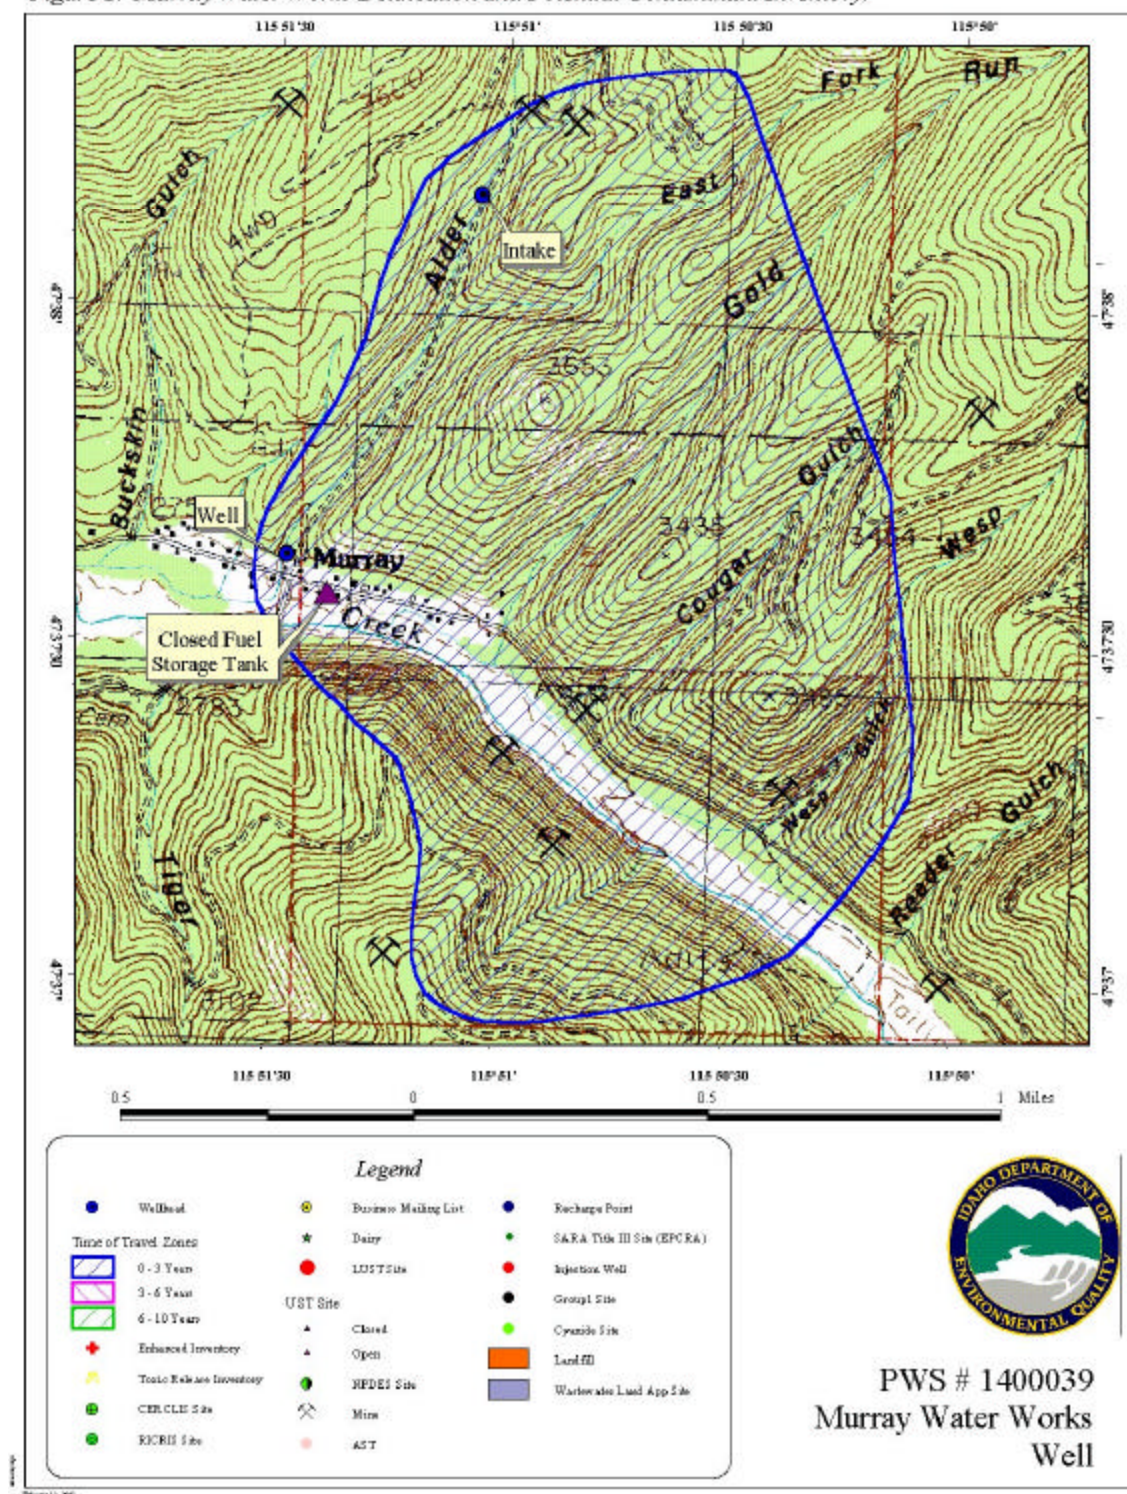 115 51'30
115°51'
115 50'30
115°50'
Fork
Run
3600
Gulch
4WD
East
Alder
Intake
Gold
47°38'
47°38'
3653
Buckskin
Gulch
Well
3435
Wesp
Murray
Cougar
Creek
47 37'30
47 37'30
Closed Fuel
Storage Tank
2783
Gulch
Wesp
Gulch
Reeder
Tiger
47°37'
47°37'
115 51'30
115°51'
115 50'30
115°50'
0.5
0
0.5
1 Miles
Legend
Wellhead
Time of Travel Zones
0 - 3 Years
3 - 6 Years
6 - 10 Years
Enhanced Inventory
Toxic Release Inventory
CERCLIS Site
RICRIS Site
Business Mailing List
Dairy
LUST Site
UST Site
Closed
Open
NPDES Site
Mine
AST
Recharge Point
SARA Title III Site (EPCRA)
Injection Well
Group1 Site
Cyanide Site
Landfill
Wastewater Land App Site
IDAHO DEPARTMENT OF
ENVIRONMENTAL QUALITY
PWS # 1400039
Murray Water Works
Well